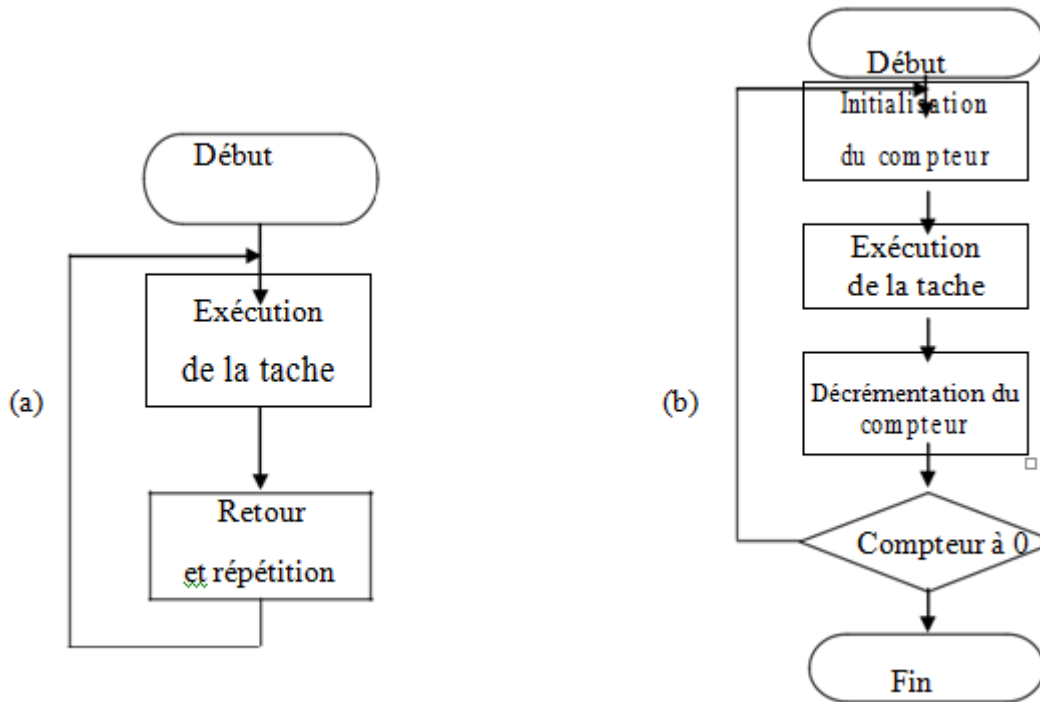 (a)
Début
Exécution
de la tache
Retour
et répétition
(b)
Début
Initialisation
du compteur
Exécution
de la tache
Décrémentation du
compteur
Compteur à 0
Fin